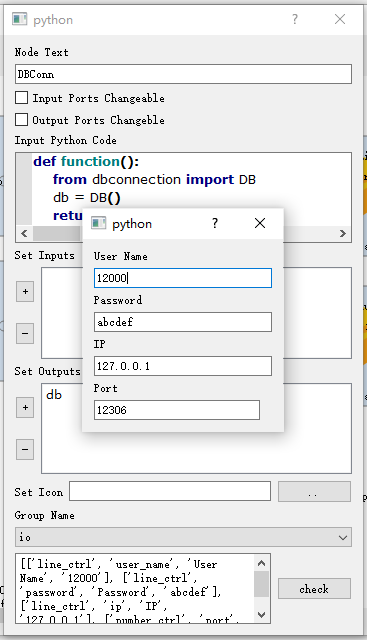 python
?
Node Text
DBConn
Input Ports Changeable
Output Ports Changeble
Input Python Code
def function():
from dbconnection import DB
db = DB()
python
?
User Name
12000
Password
abcdef
IP
127.0.0.1
Port
12306
Set Inputs
+
−
Set Outputs
db
+
−
Set Icon
..
Group Name
io
[['line_ctrl', 'user_name', 'User
Name', '12000'], ['line_ctrl',
'password', 'Password', 'abcdef'],
['line_ctrl', 'ip', 'IP',
'127.0.0.1'], ['number_ctrl', 'port',
check